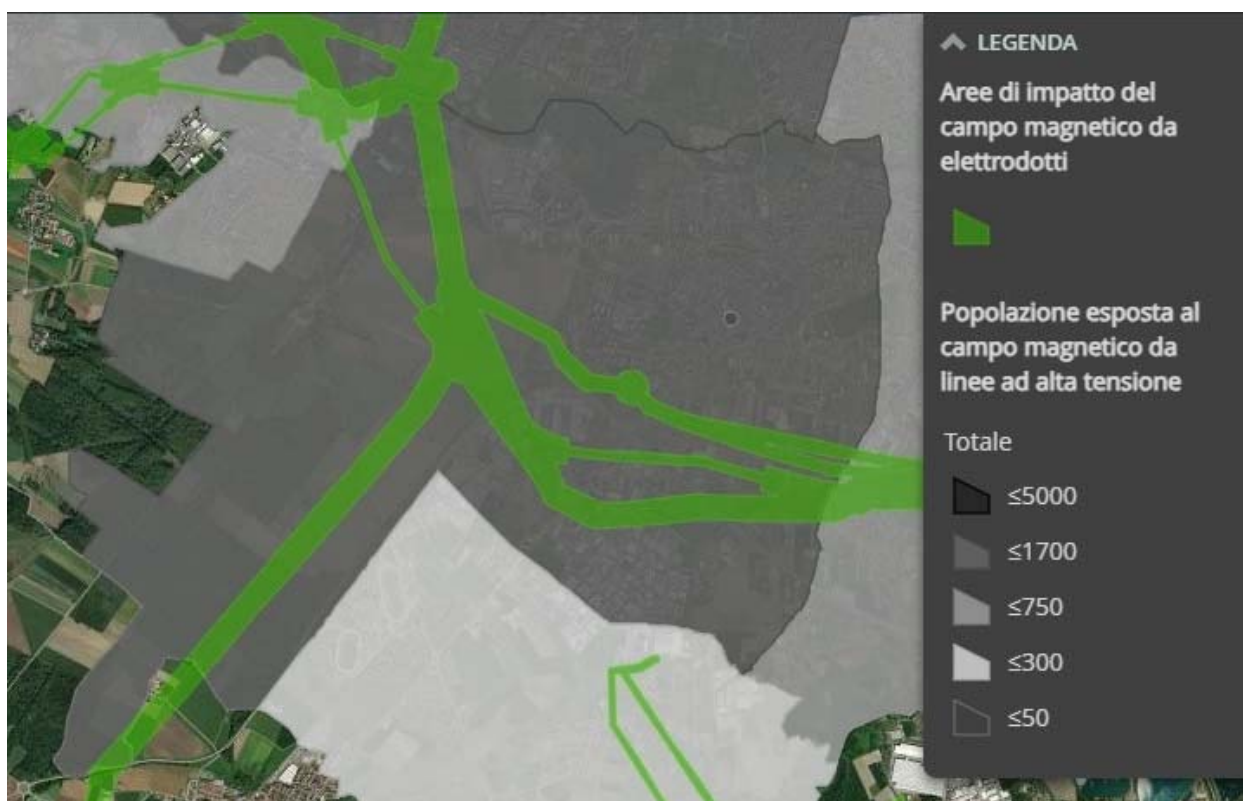 LEGENDA
Aree di impatto del
campo magnetico da
elettrodotti
Popolazione esposta al
campo magnetico da
linee ad alta tensione
Totale
≤5000
≤1700
≤750
≤300
≤50